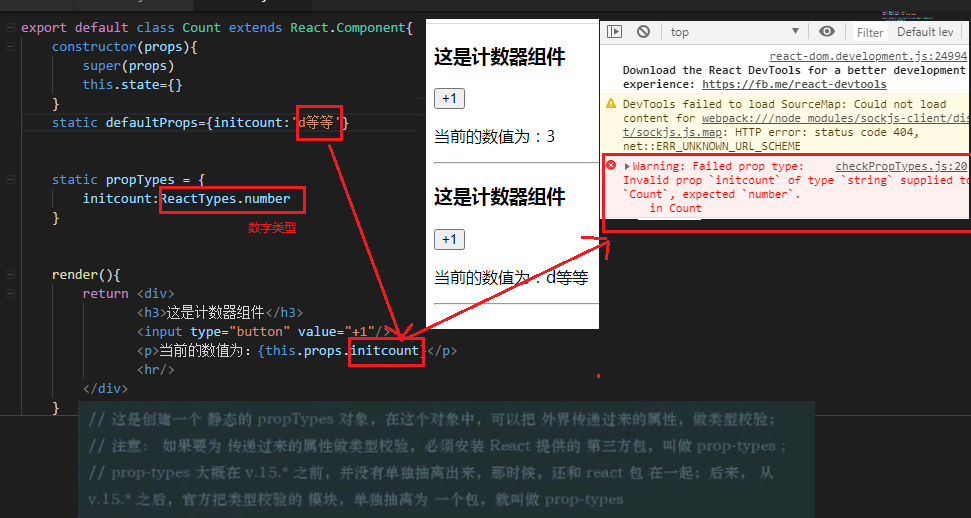 export default class Count extends React.Component{
constructor(props){
super(props)
this.state={}
}
static defaultProps={initcount:'d等等'}
static propTypes = {
initcount:ReactTypes.number
}
数字类型
render(){
return <div>
<h3>这是计数器组件</h3>
<input type="button" value="+1"/>
<p>当前的数值为：{this.props.initcount}</p>
<hr/>
</div>
}
这是计数器组件
+1
当前的数值为：3
这是计数器组件
+1
当前的数值为：d等等
top
Filter
Default lev
react-dom.development.js:24994
Download the React DevTools for a better development
experience: https://fb.me/react-devtools
DevTools failed to load SourceMap: Could not load
content for webpack:///node_modules/sockjs-client/dis
t/sockjs.js.map: HTTP error: status code 404,
net::ERR_UNKNOWN_URL_SCHEME
Warning: Failed prop type: checkPropTypes.js:20
Invalid prop `initcount` of type `string` supplied to
`Count`, expected `number`.
in Count
// 这是创建一个 静态的 propTypes 对象，在这个对象中，可以把 外界传递过来的属性，做类型校验；
// 注意： 如果要为 传递过来的属性做类型校验，必须安装 React 提供的 第三方包，叫做 prop-types；
// prop-types 大概在 v.15.* 之前，并没有单独抽离出来，那时候，还和 react 包 在一起；后来， 从
v.15.* 之后，官方把类型校验的 模块，单独抽离为 一个包，就叫做 prop-types